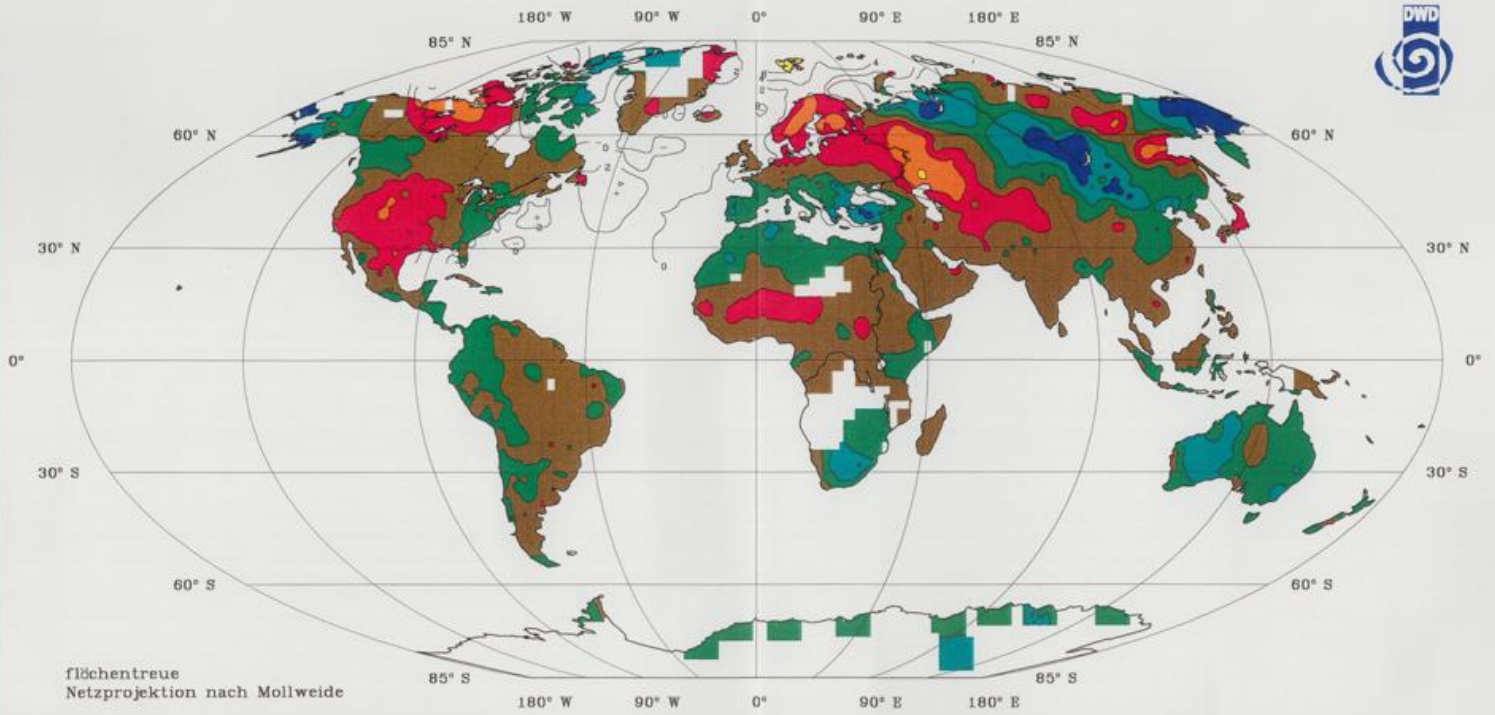 180° W 90° W 0° 90° E 180° E
DWD
85° N 85° N
60° N 60° N
30° N 30° N
0° 0°
30° S 30° S
60° S 60° S
flächentreue
Netzprojektion nach Mollweide
85° S 85° S
180° W 90° W 0° 90° E 180° E